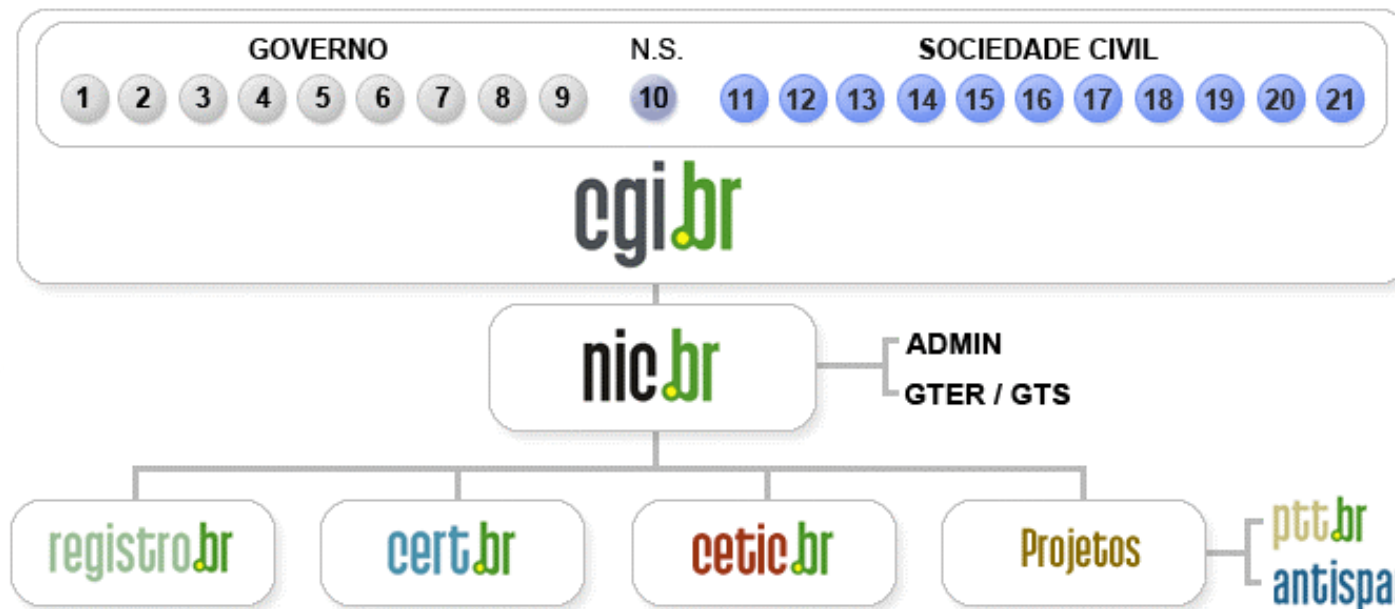 GOVERNO N.S. SOCIEDADE CIVIL
1 2 3 4 5 6 7 8 9 10 11 12 13 14 15 16 17 18 19 20 21
cgi.br
nic.br
ADMIN
GTER / GTS
registro.br cert.br cetic.br Projetos
ptt.br
antispa